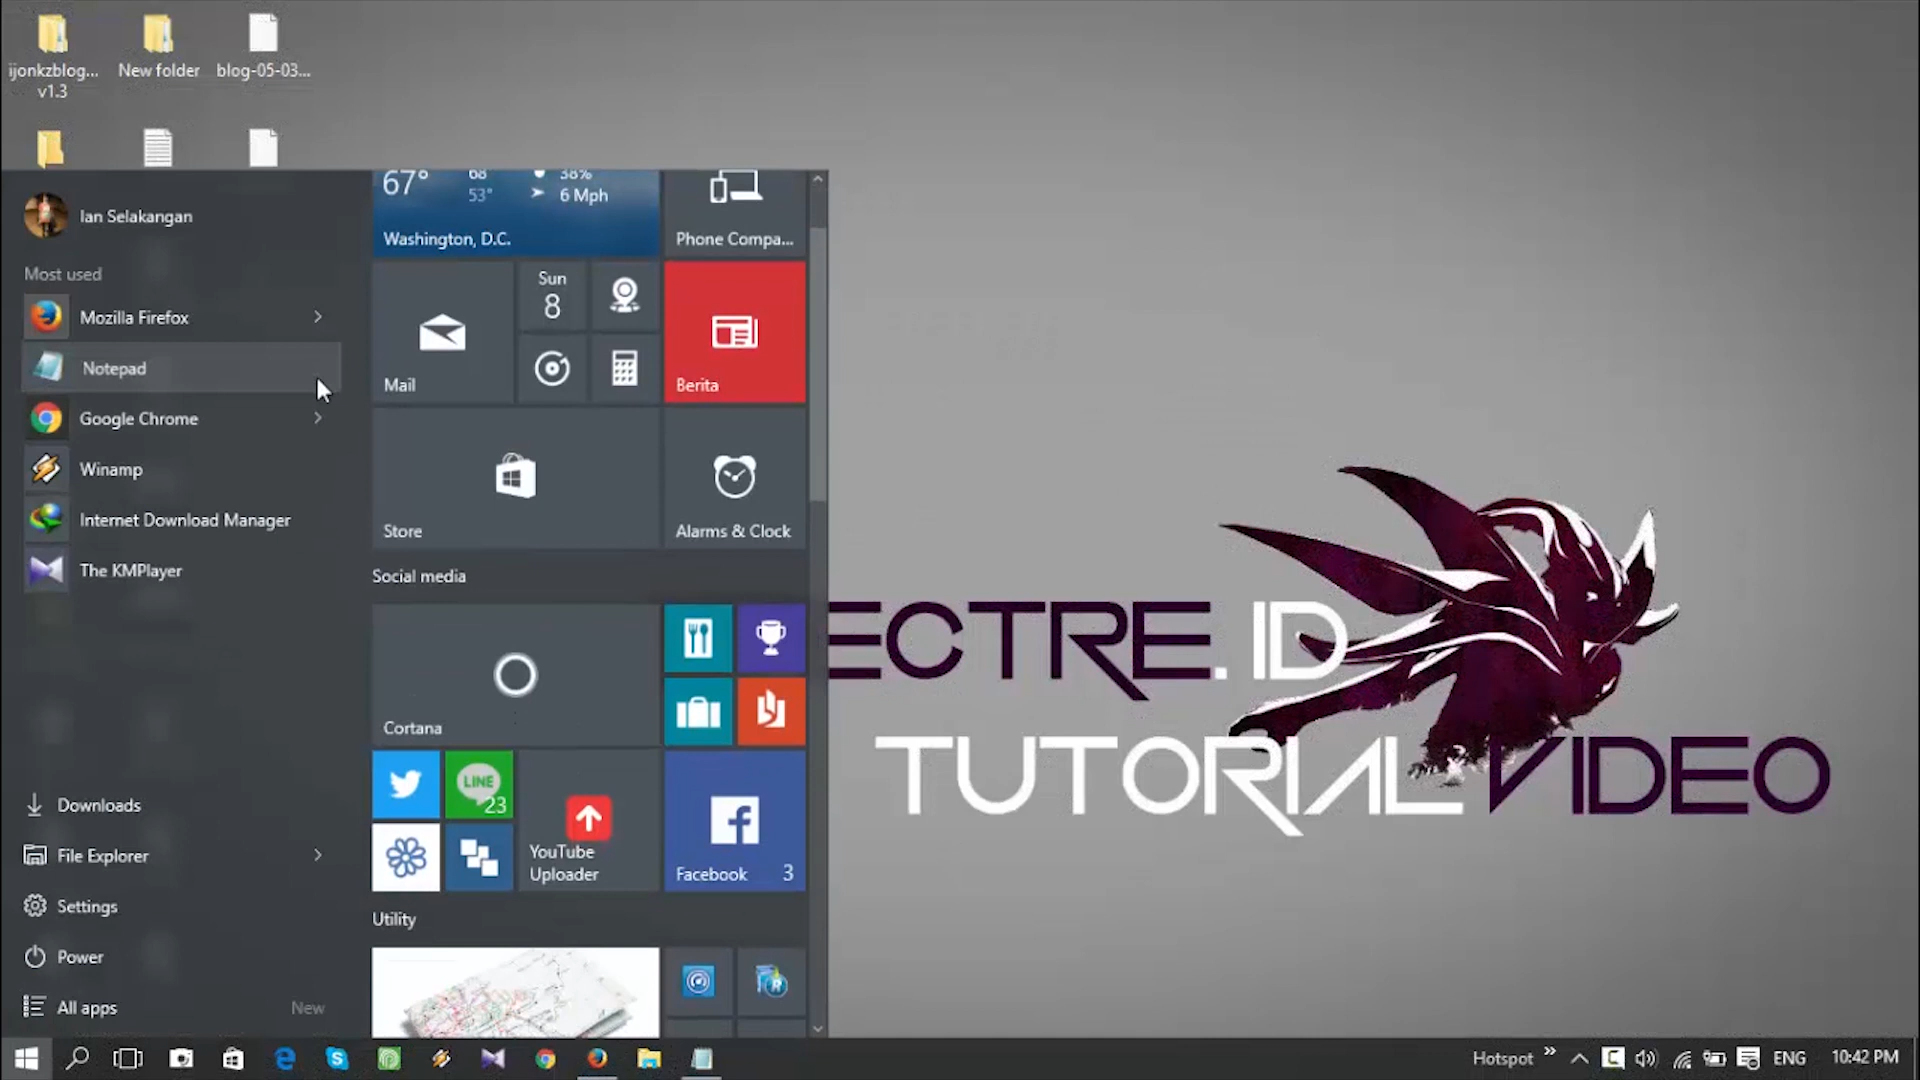 ijonkzblog...
v1.3
New folder
blog-05-03...
Ian Selakangan
Most used
Mozilla Firefox
Notepad
Google Chrome
Winamp
Internet Download Manager
The KMPlayer
Downloads
File Explorer
Settings
Power
All apps
New
67°
68°
53°
38%
6 Mph
Washington, D.C.
Phone Compa...
Mail
Sun
8
Berita
Store
Alarms & Clock
Social media
Cortana
LINE
23
YouTube
Uploader
Facebook
3
Utility
ECTRE.ID
TUTORIAL VIDEO
Hotspot
ENG
10:42 PM